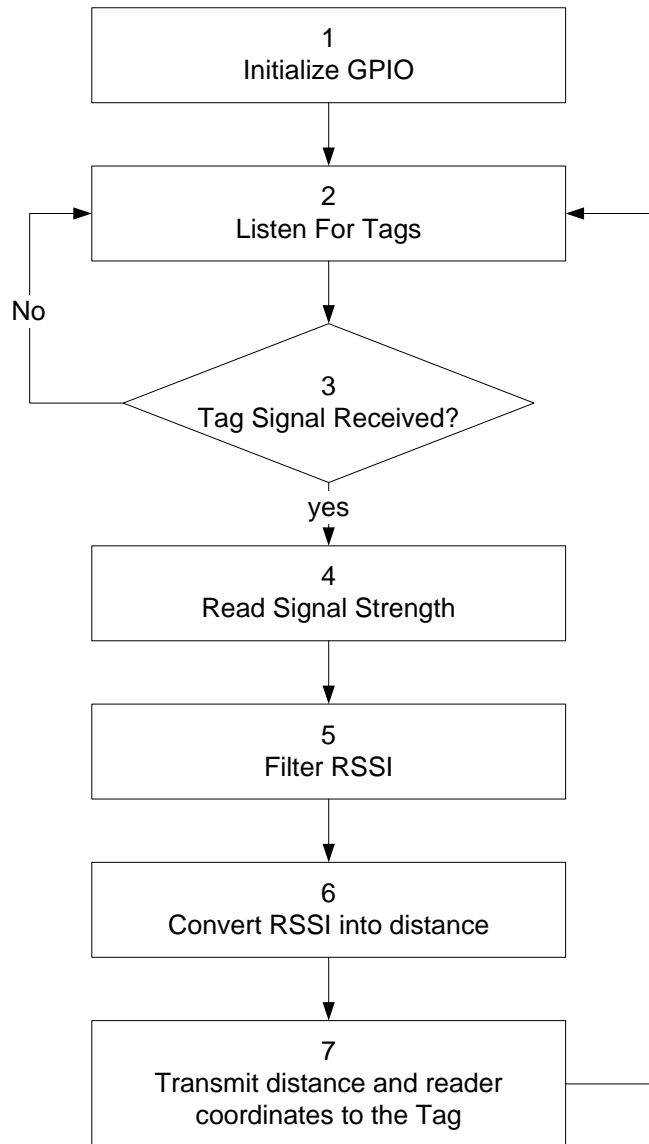 1
Initialize GPIO
2
Listen For Tags
No
3
Tag Signal Received?
yes
4
Read Signal Strength
5
Filter RSSI
6
Convert RSSI into distance
7
Transmit distance and reader
coordinates to the Tag